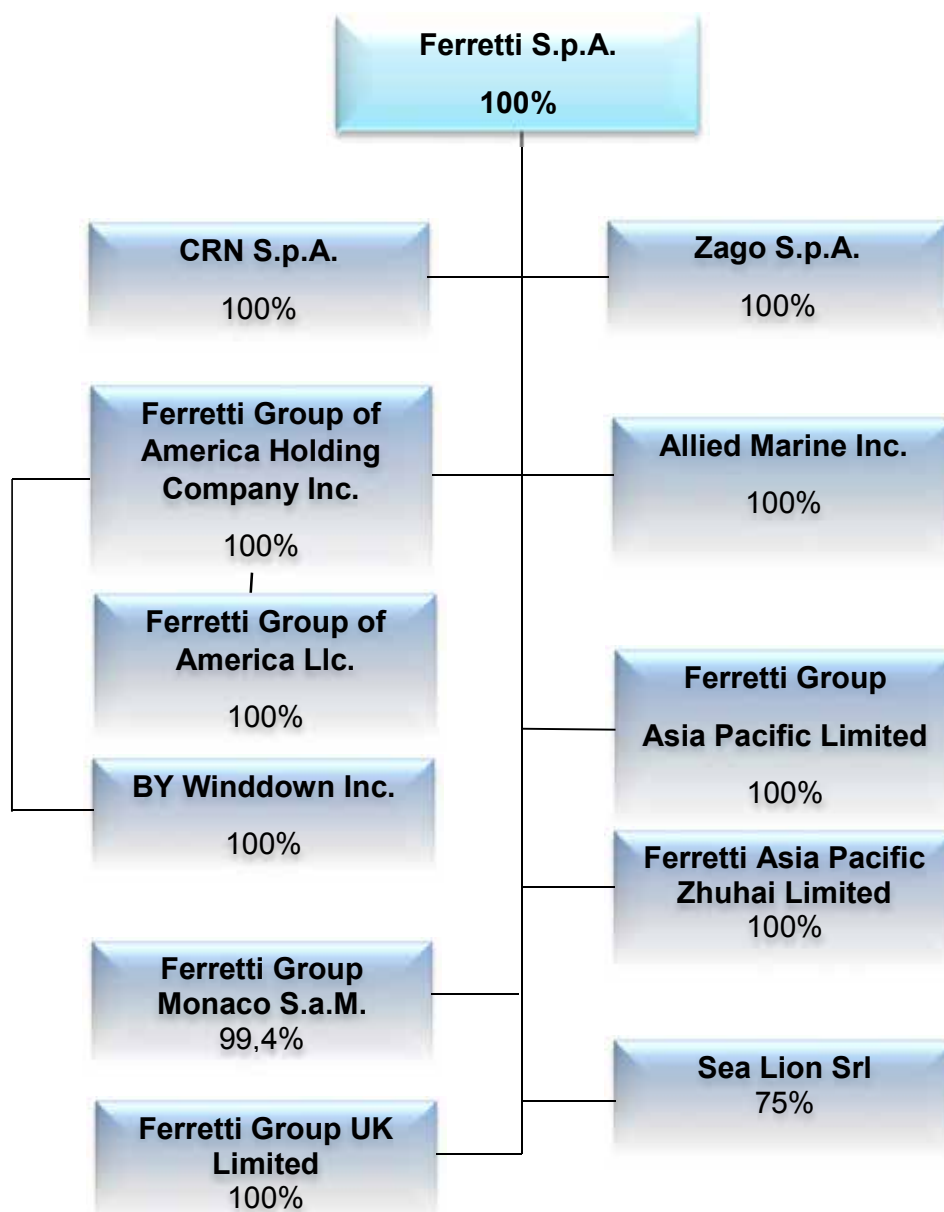 Ferretti S.p.A.
100%
CRN S.p.A.
100%
Zago S.p.A.
100%
Ferretti Group of
America Holding
Company Inc.
100%
Allied Marine Inc.
100%
Ferretti Group of
America Llc.
100%
Ferretti Group
Asia Pacific Limited
100%
BY Winddown Inc.
100%
Ferretti Asia Pacific
Zhuhai Limited
100%
Ferretti Group
Monaco S.a.M.
99,4%
Sea Lion Srl
75%
Ferretti Group UK
Limited
100%